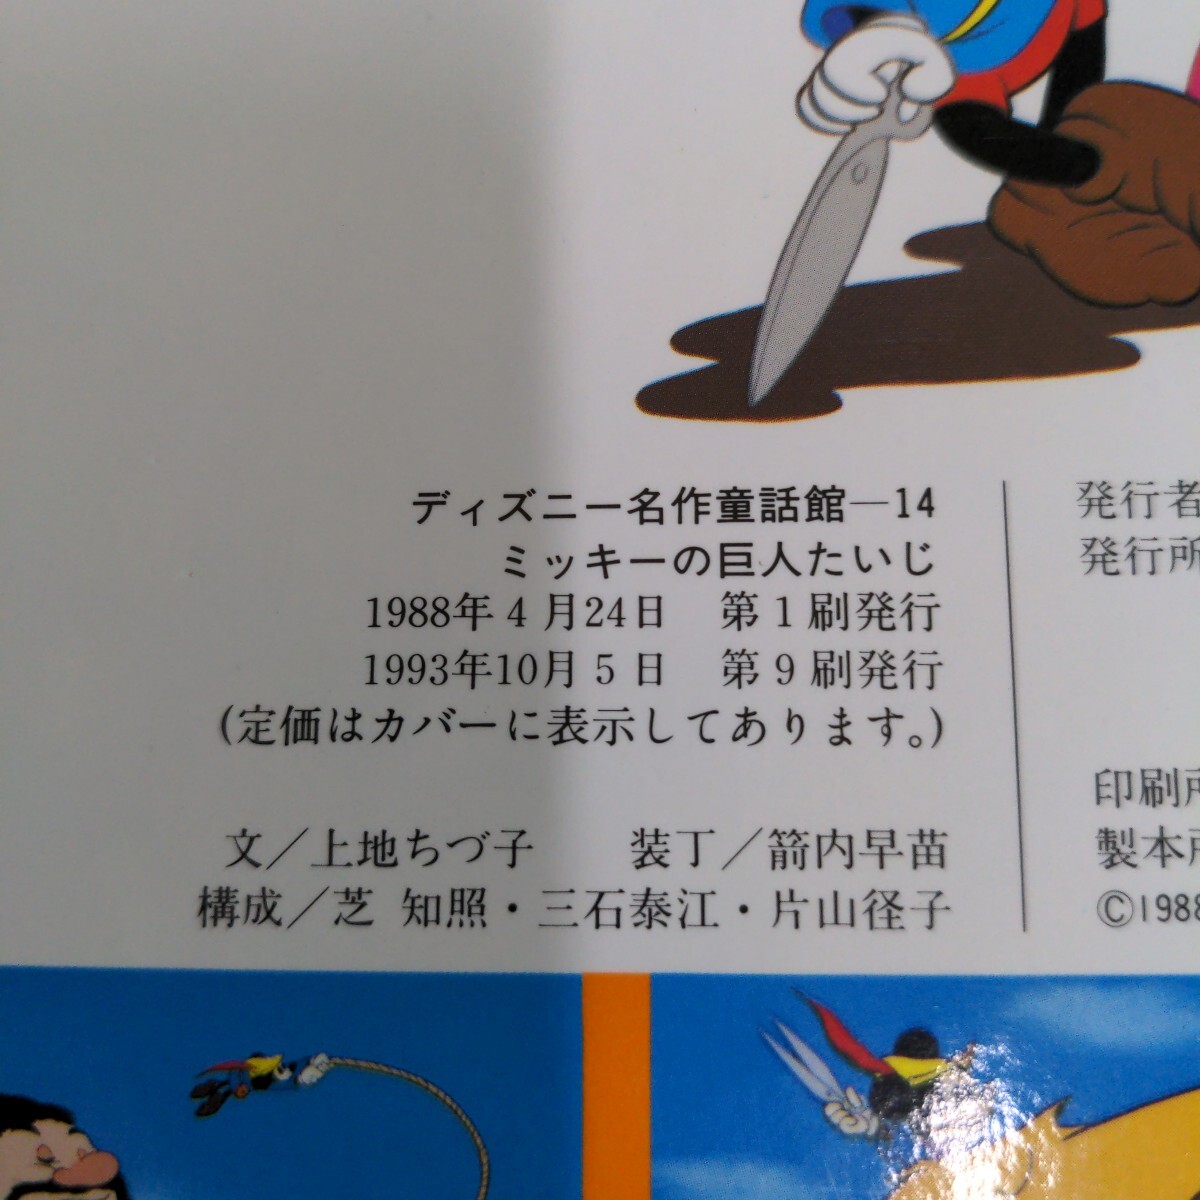 ディズニー名作童話館―14
ミッキーの巨人たいじ
1988年4月24日　第1刷発行
1993年10月5日　第9刷発行
(定価はカバーに表示してあります。)
文／上地ちづ子　　装丁／箭内早苗
構成／芝 知照・三石泰江・片山径子
発行者
発行所
印刷所
製本所
©1988